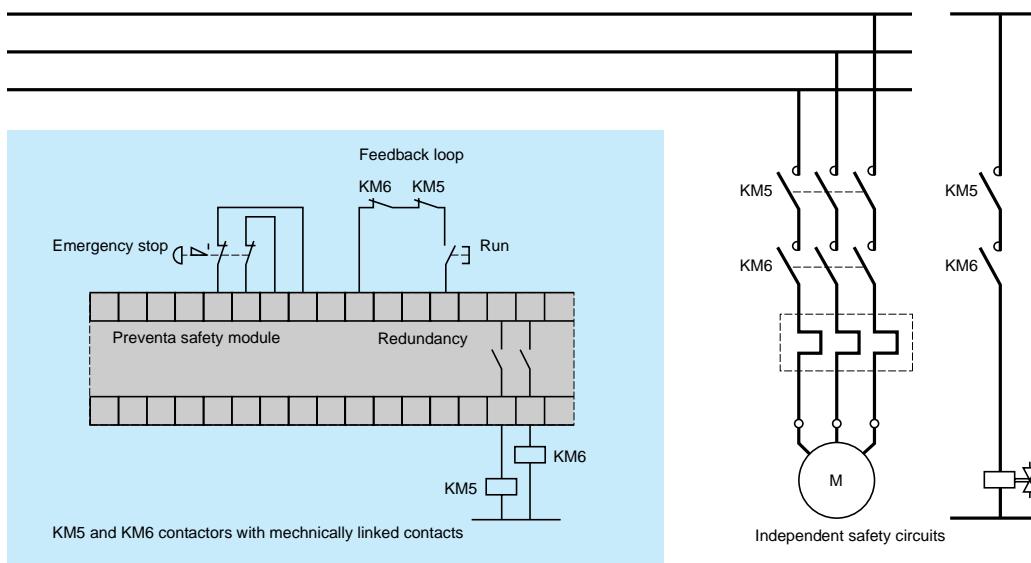 Feedback loop
KM6 KM5
Emergency stop
Run
Preventa safety module
Redundancy
KM6
KM5
KM5 and KM6 contactors with mechnically linked contacts
KM5
KM6
M
Independent safety circuits
KM5
KM6